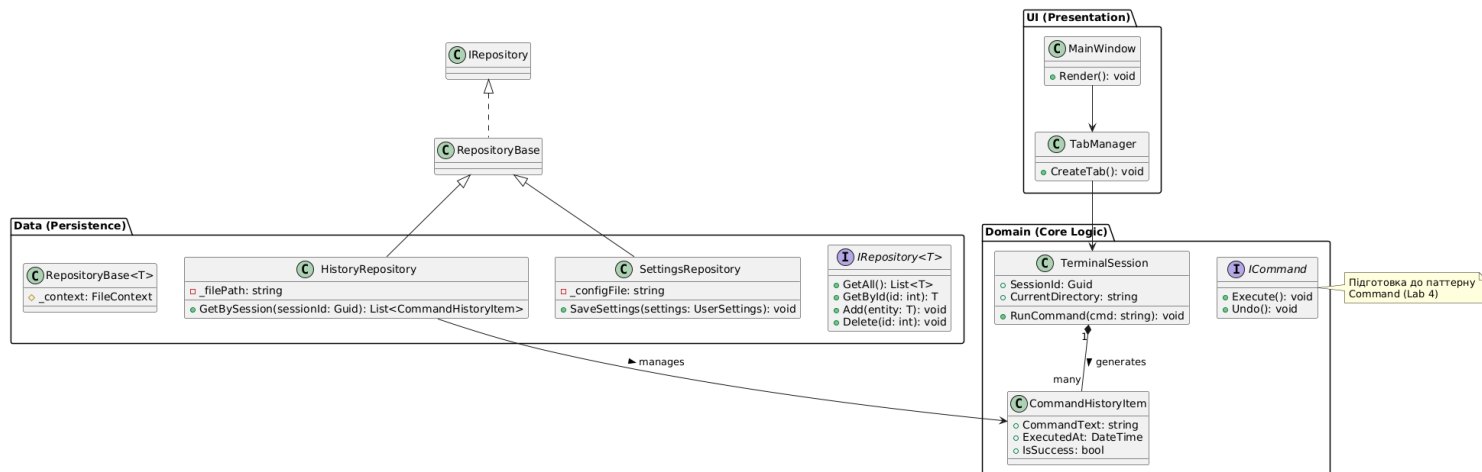 UI (Presentation)
C MainWindow
Render(): void
C IRepository
C RepositoryBase
C TabManager
CreateTab(): void
Data (Persistence)
C RepositoryBase<T>
_context: FileContext
C HistoryRepository
_filePath: string
GetBySession(sessionId: Guid): List<CommandHistoryItem>
C SettingsRepository
_configFile: string
SaveSettings(settings: UserSettings): void
I IRepository<T>
GetAll(): List<T>
GetById(id: int): T
Add(entity: T): void
Delete(id: int): void
Domain (Core Logic)
C TerminalSession
SessionId: Guid
CurrentDirectory: string
RunCommand(cmd: string): void
I ICommand
Execute(): void
Undo(): void
Підготовка до паттерну
Command (Lab 4)
manages
1
generates
many
C CommandHistoryItem
CommandText: string
ExecutedAt: DateTime
IsSuccess: bool